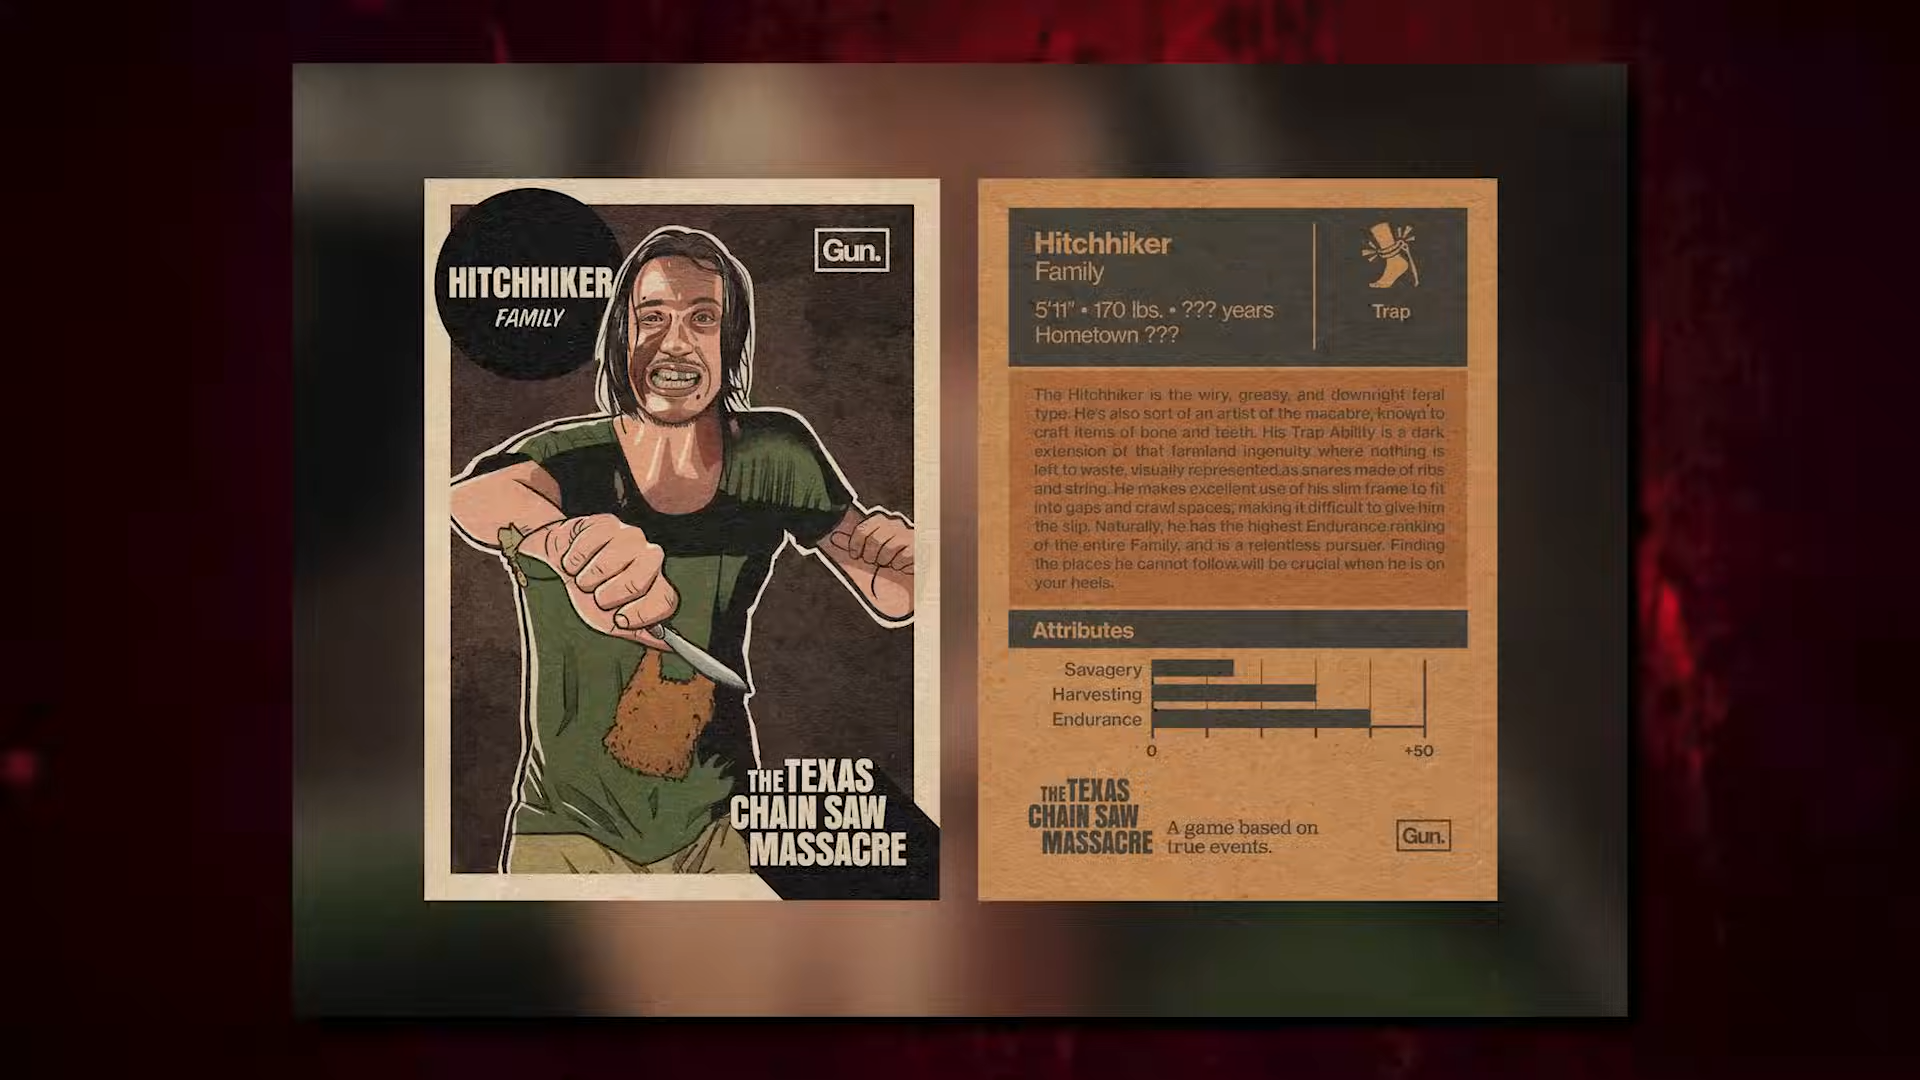 HITCHHIKER
FAMILY
Gun.
THE TEXAS
CHAIN SAW
MASSACRE
Hitchhiker
Family
5'11" • 170 lbs. • ??? years
Hometown ???
Trap
The Hitchhiker is the wiry, greasy, and downright feral
type. He's also sort of an artist of the macabre, known to
craft items of bone and teeth. His Trap Ability is a dark
extension of that farmland ingenuity where nothing is
left to waste, visually represented as snares made of ribs
and string. He makes excellent use of his slim frame to fit
into gaps and crawl spaces, making it difficult to give him
the slip. Naturally, he has the highest Endurance ranking
of the entire Family, and is a relentless pursuer. Finding
the places he cannot follow will be crucial when he is on
your heels.
Attributes
Savagery
Harvesting
Endurance
0 +50
THE TEXAS
CHAIN SAW
MASSACRE
A game based on
true events.
Gun.